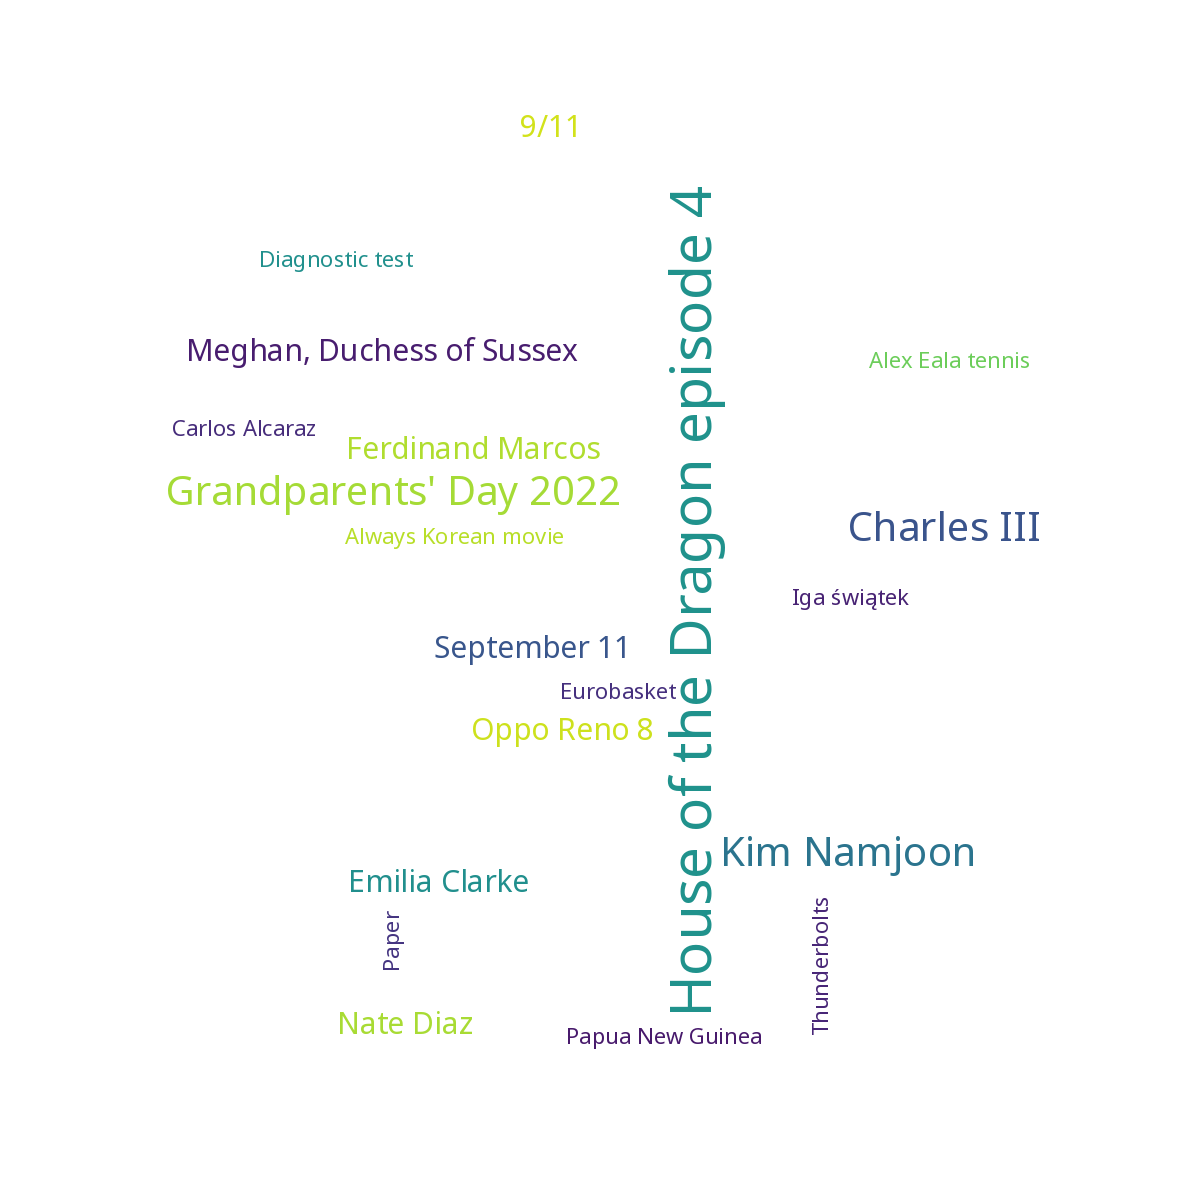 9/11
House of the Dragon episode 4
Diagnostic test
Meghan, Duchess of Sussex
Alex Eala tennis
Carlos Alcaraz
Ferdinand Marcos
Grandparents' Day 2022
Charles III
Always Korean movie
Iga świątek
September 11
Eurobasket
Oppo Reno 8
Kim Namjoon
Emilia Clarke
Thunderbolts
Paper
Nate Diaz
Papua New Guinea